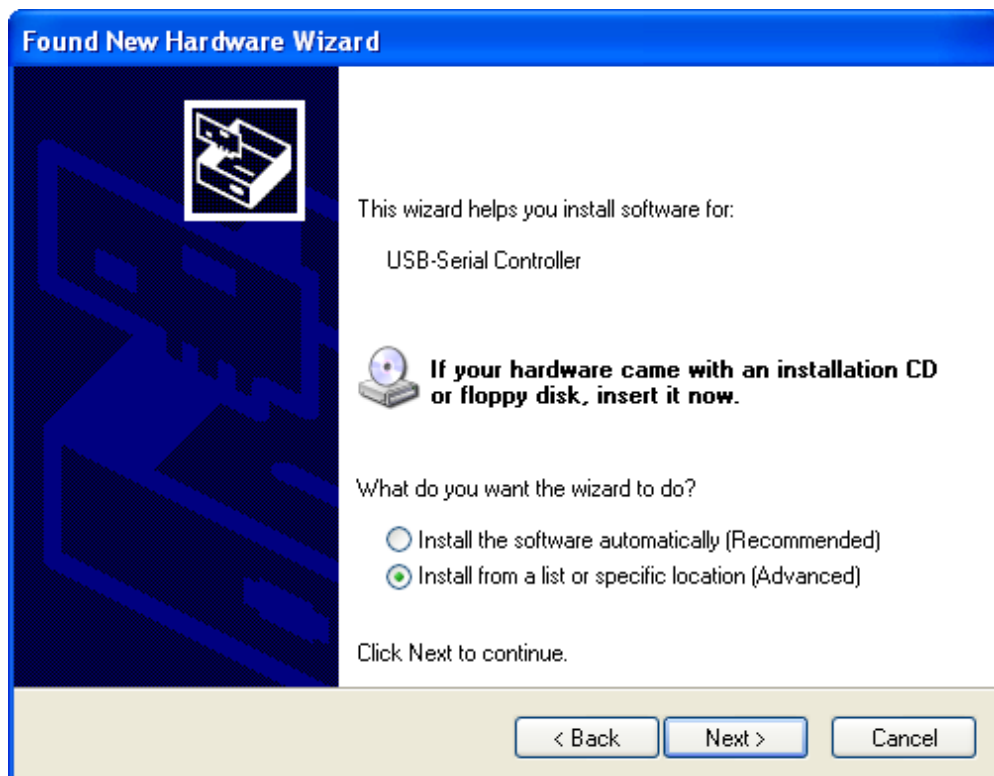 Found New Hardware Wizard
This wizard helps you install software for:
USB-Serial Controller
If your hardware came with an installation CD
or floppy disk, insert it now.
What do you want the wizard to do?
Install the software automatically (Recommended)
Install from a list or specific location (Advanced)
Click Next to continue.
< Back
Next >
Cancel